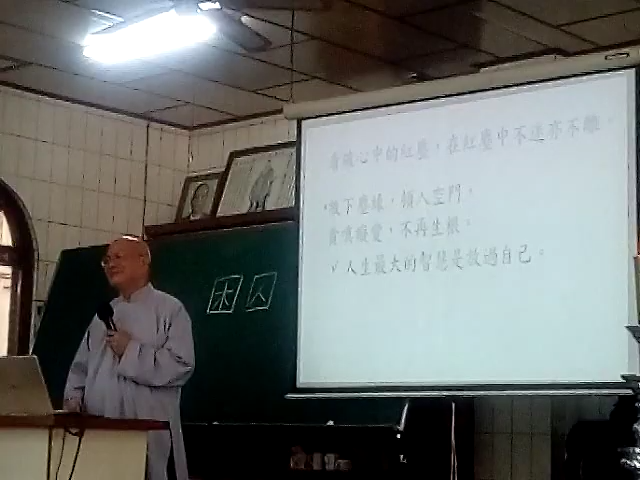 看破心中的紅塵，在紅塵中不迷亦不離。
放下塵緣，頓入空門，
貪嗔癡愛，不再生根。
✓人生最大的智慧是放過自己。
困 囚